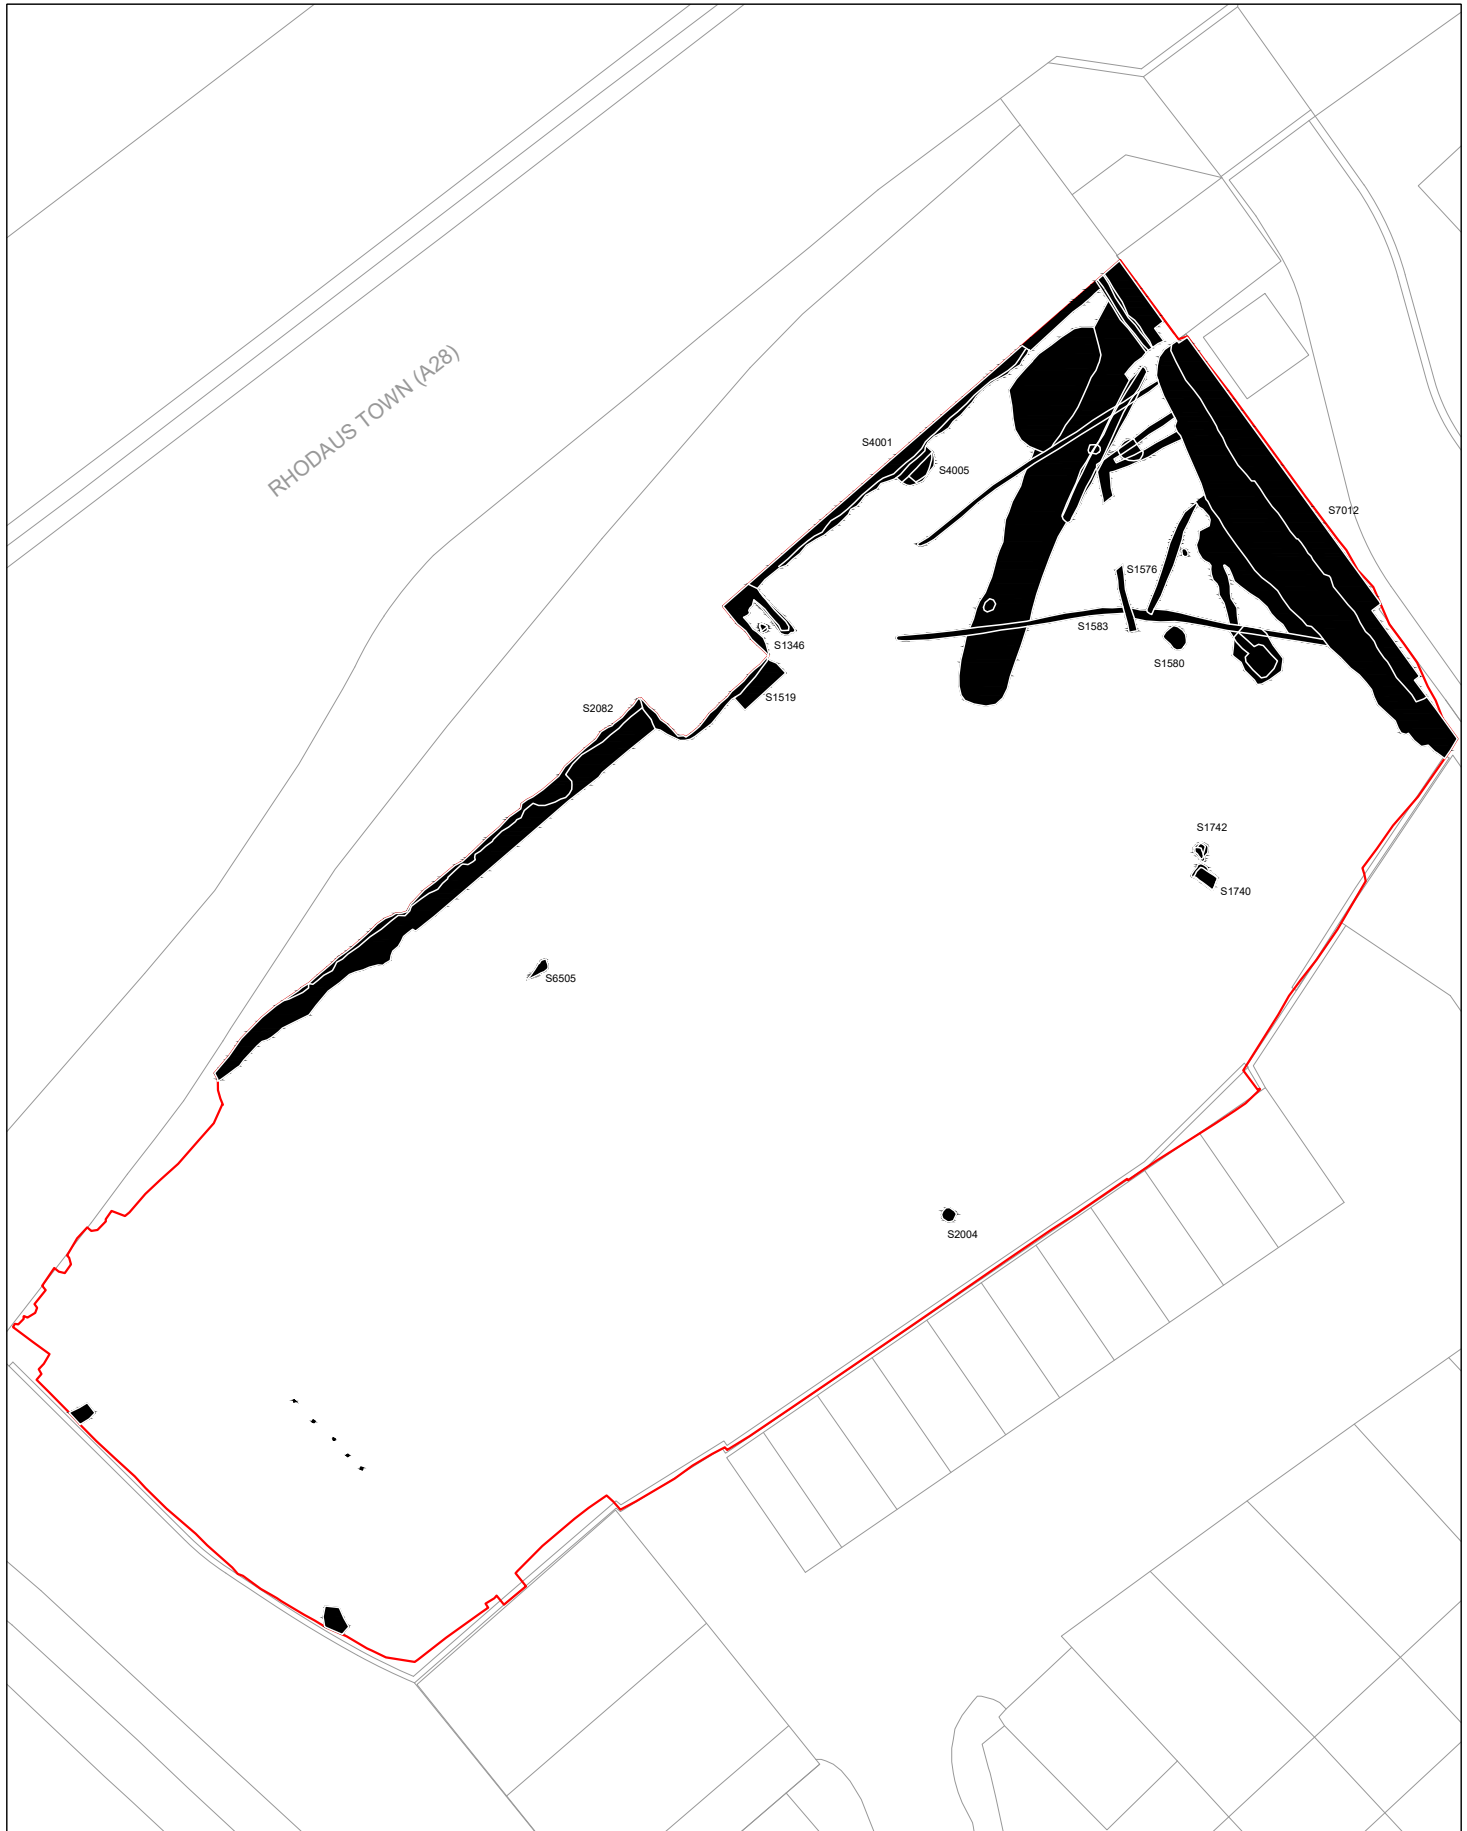 RHODAUS TOWN (A28)
S4001
S4005
S7012
S1576
S1583
S1346
S1580
S1519
S2082
S1742
S1740
S6505
S2004